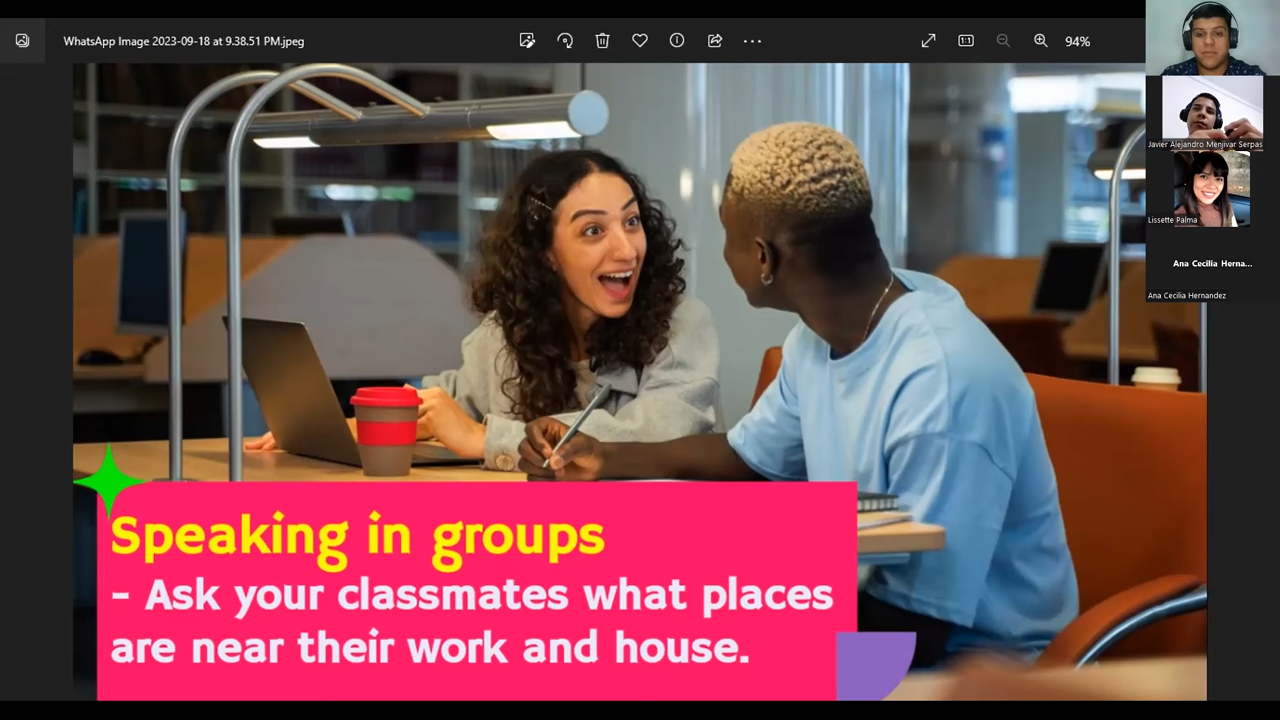 WhatsApp Image 2023-09-18 at 9.38.51 PM.jpeg
94%
Javier Alejandro Menjivar Serpas
Lissette Palma
Ana Cecilia Herna...
Ana Cecilia Hernandez
Speaking in groups
- Ask your classmates what places
are near their work and house.